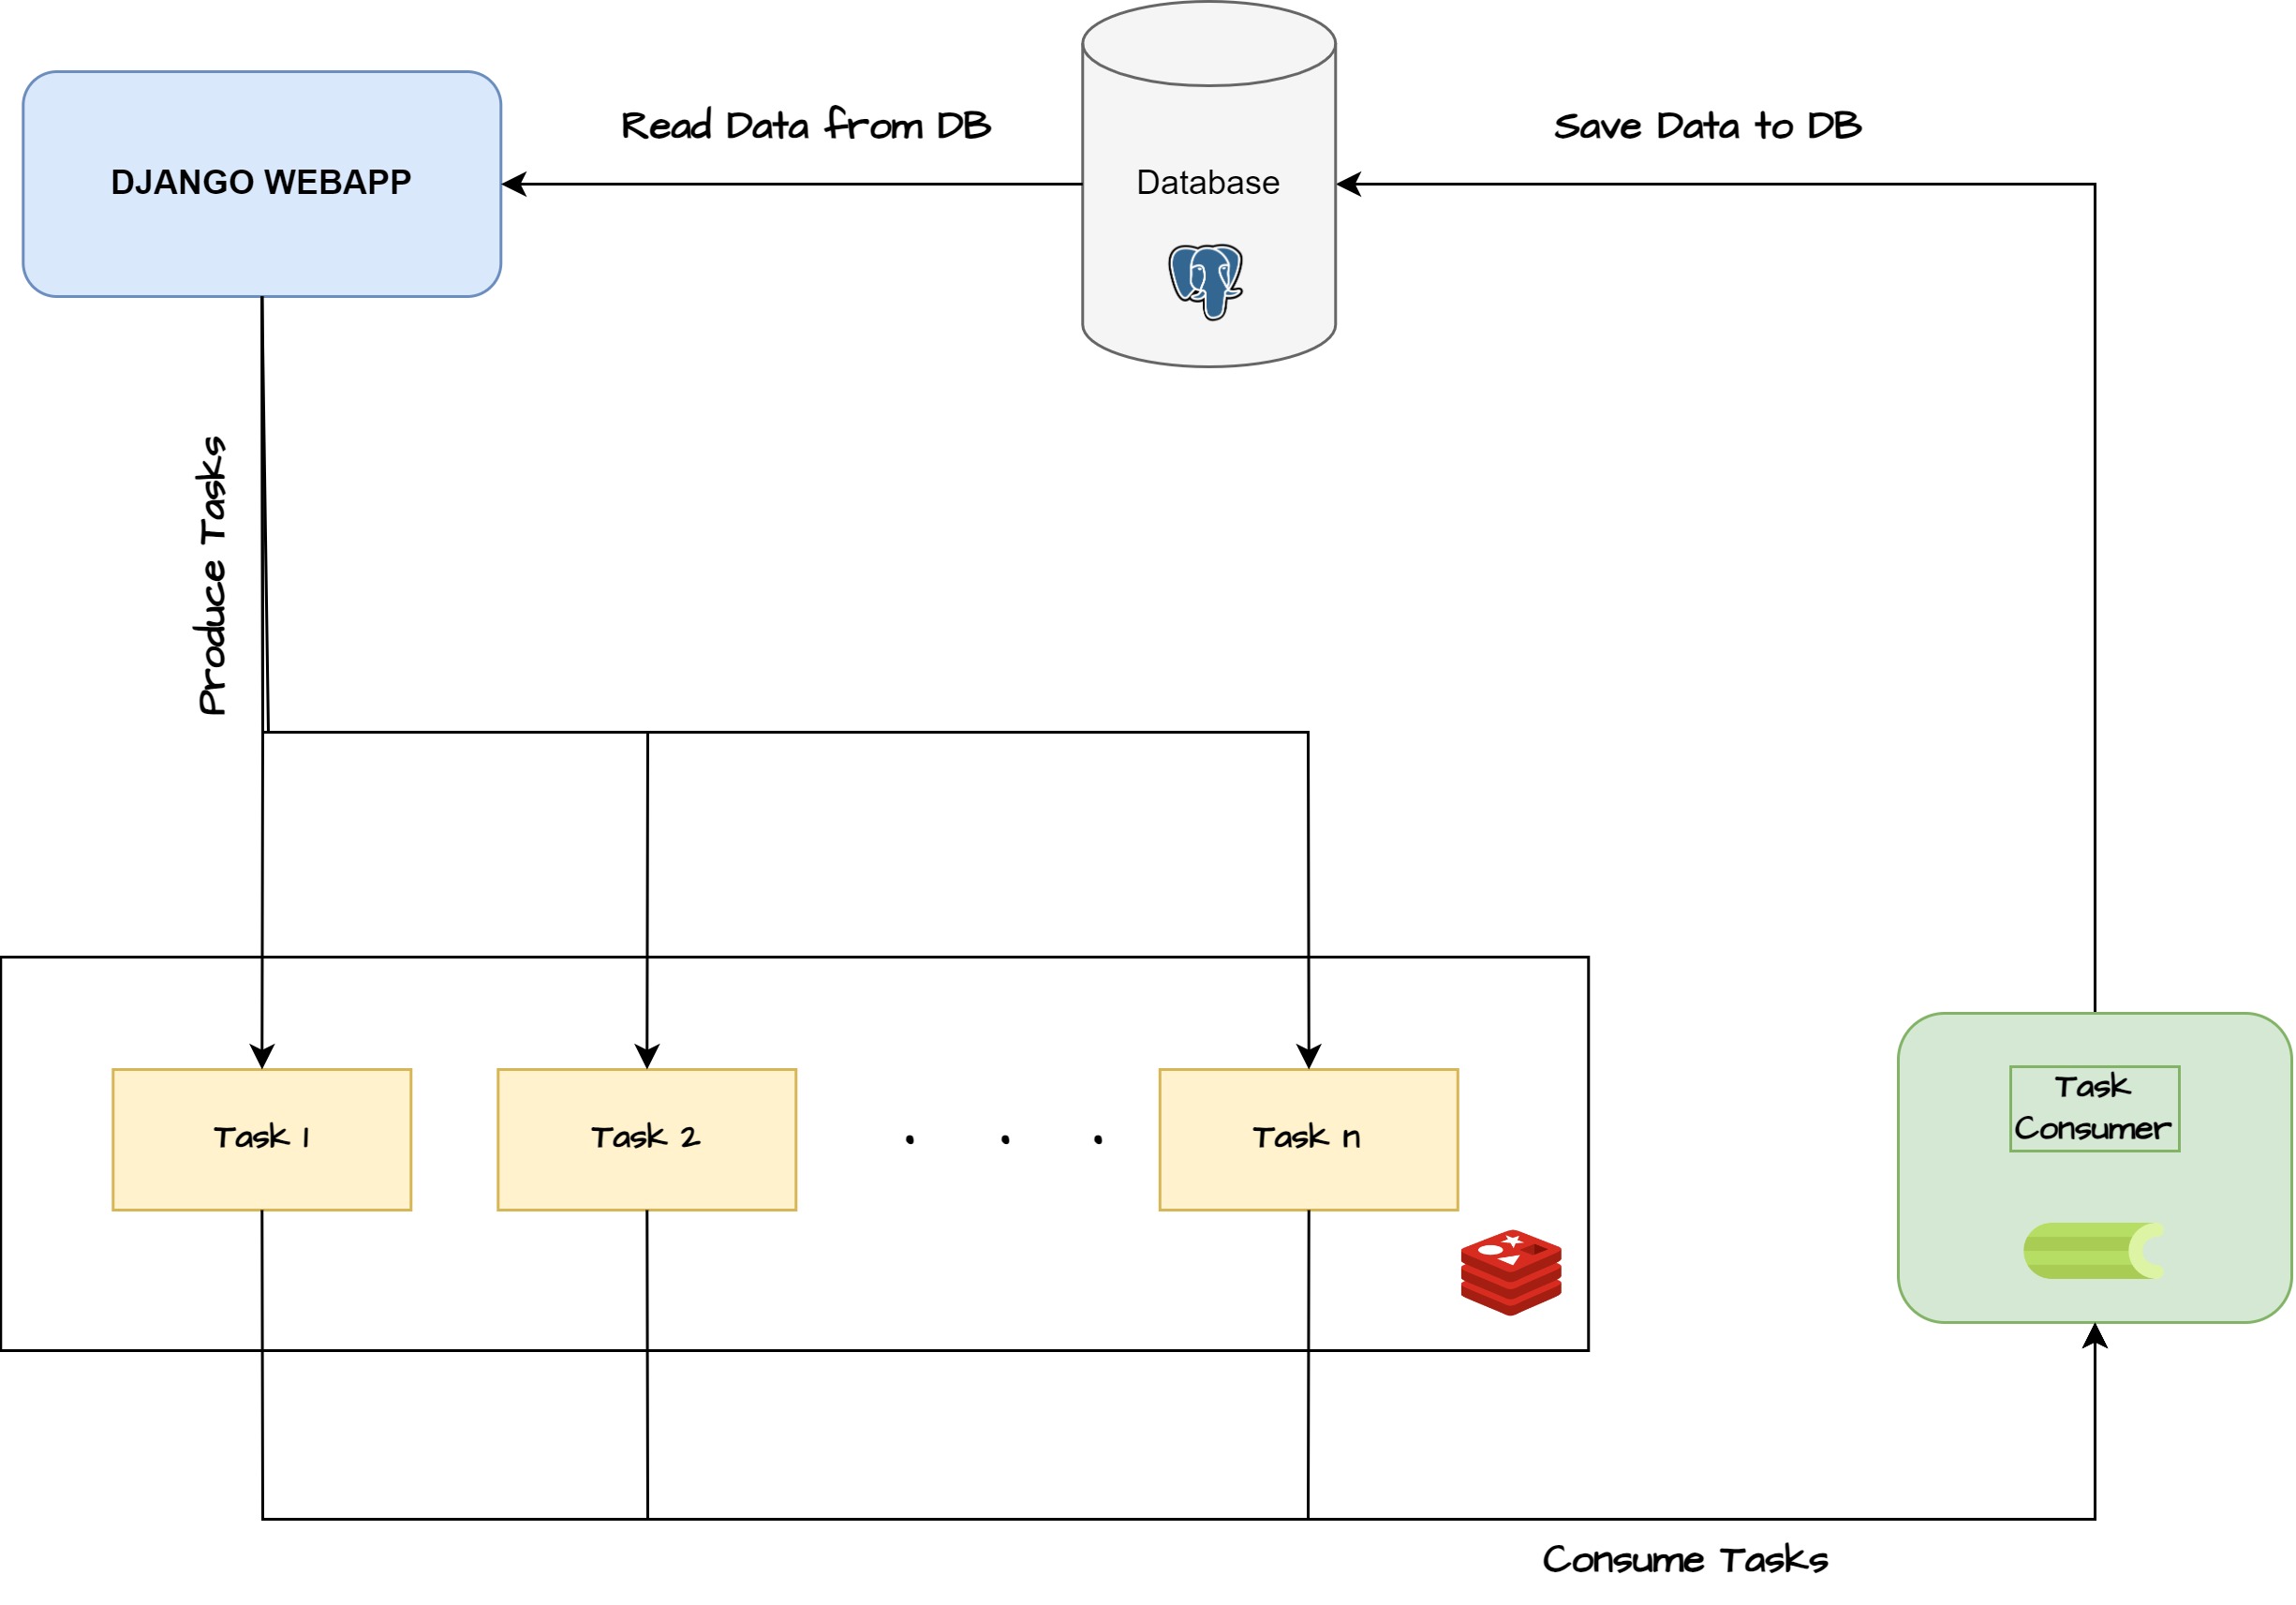 DJANGO WEBAPP
Read Data from DB
Database
Save Data to DB
Produce Tasks
Task 1
Task 2
. . .
Task n
Task
Consumer
Consume Tasks